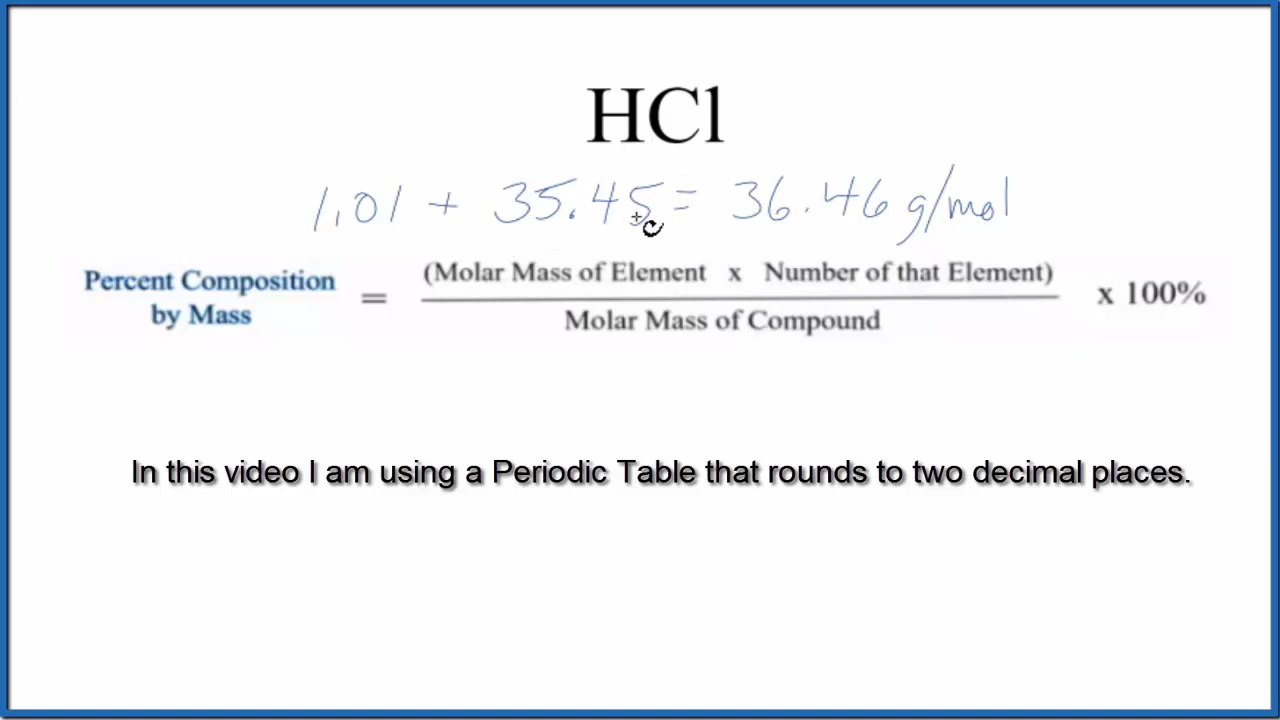 HCl
1.01 + 35.45 = 36.46 g/mol
(Molar Mass of Element x Number of that Element)
Percent Composition
by Mass
=
x 100%
Molar Mass of Compound
In this video I am using a Periodic Table that rounds to two decimal places.